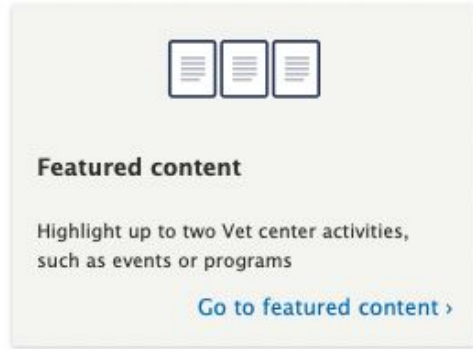 Featured content
Highlight up to two Vet center activities,
such as events or programs
Go to featured content ›